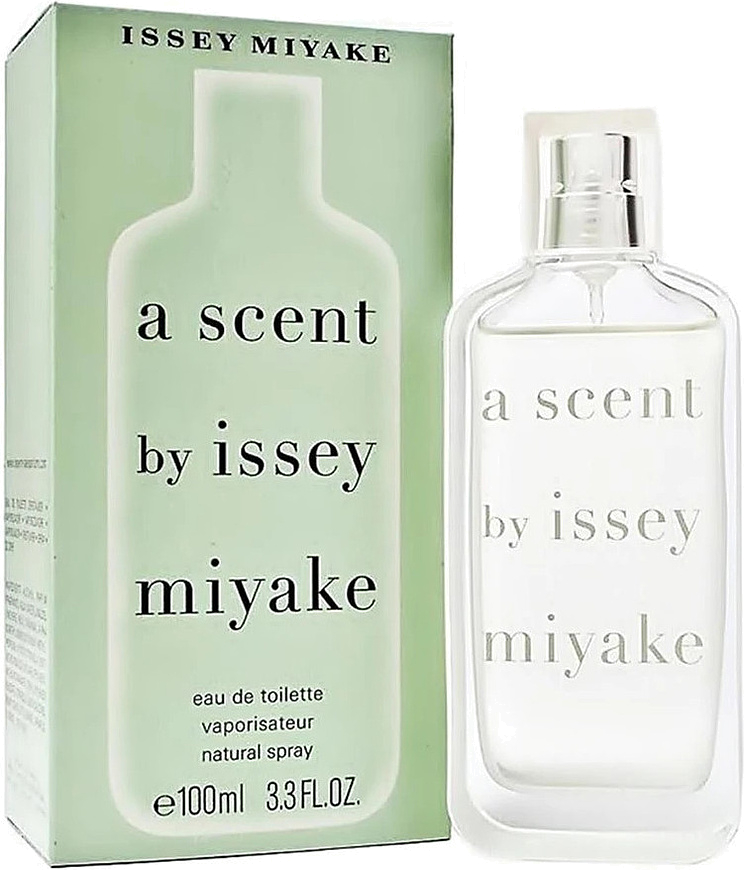 ISSEY MIYAKE
a scent
by issey
miyake
eau de toilette
vaporisateur
natural spray
e100ml 3.3FL.OZ.
a scent
by issey
miyake